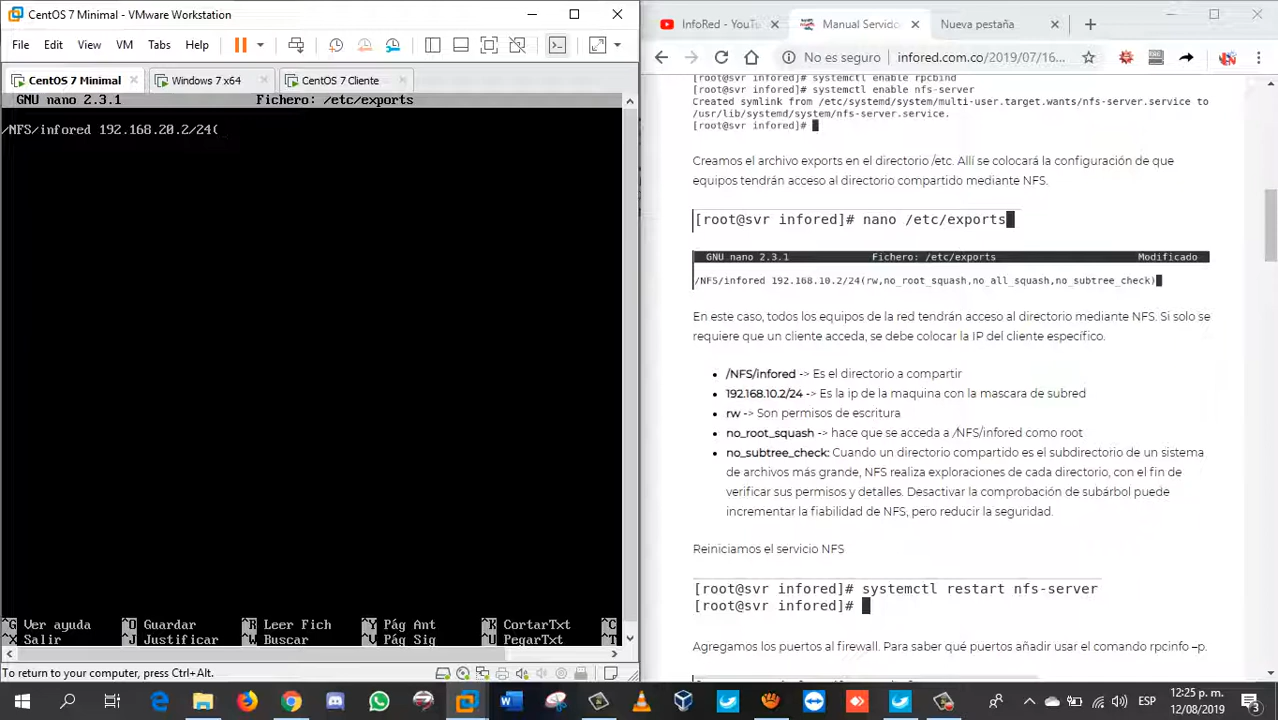 CentOS 7 Minimal - VMware Workstation
File Edit View VM Tabs Help
CentOS 7 Minimal
Windows 7 x64
CentOS 7 Cliente
GNU nano 2.3.1 Fichero: /etc/exports
/NFS/infored 192.168.20.2/24(
^G Ver ayuda ^O Guardar ^R Leer Fich ^Y Pág Ant ^K CortarTxt ^C
^X Salir ^J Justificar ^W Buscar ^V Pág Sig ^U PegarTxt ^T
To return to your computer, press Ctrl+Alt.
InfoRed - YouTu
Manual Servido
Nueva pestaña
No es seguro
infored.com.co/2019/07/16...
[root@svr infored]# systemctl enable rpcbind
[root@svr infored]# systemctl enable nfs-server
Created symlink from /etc/systemd/system/multi-user.target.wants/nfs-server.service to
/usr/lib/systemd/system/nfs-server.service.
[root@svr infored]#
Creamos el archivo exports en el directorio /etc. Allí se colocará la configuración de que
equipos tendrán acceso al directorio compartido mediante NFS.
[root@svr infored]# nano /etc/exports
GNU nano 2.3.1 Fichero: /etc/exports Modificado
/NFS/infored 192.168.10.2/24(rw,no_root_squash,no_all_squash,no_subtree_check)
En este caso, todos los equipos de la red tendrán acceso al directorio mediante NFS. Si solo se
requiere que un cliente acceda, se debe colocar la IP del cliente específico.
• /NFS/infored -> Es el directorio a compartir
• 192.168.10.2/24 -> Es la ip de la maquina con la mascara de subred
• rw -> Son permisos de escritura
• no_root_squash -> hace que se acceda a /NFS/infored como root
• no_subtree_check: Cuando un directorio compartido es el subdirectorio de un sistema
de archivos más grande, NFS realiza exploraciones de cada directorio, con el fin de
verificar sus permisos y detalles. Desactivar la comprobación de subárbol puede
incrementar la fiabilidad de NFS, pero reducir la seguridad.
Reiniciamos el servicio NFS
[root@svr infored]# systemctl restart nfs-server
[root@svr infored]#
Agregamos los puertos al firewall. Para saber qué puertos añadir usar el comando rpcinfo –p.
ESP
12:25 p. m.
12/08/2019
3